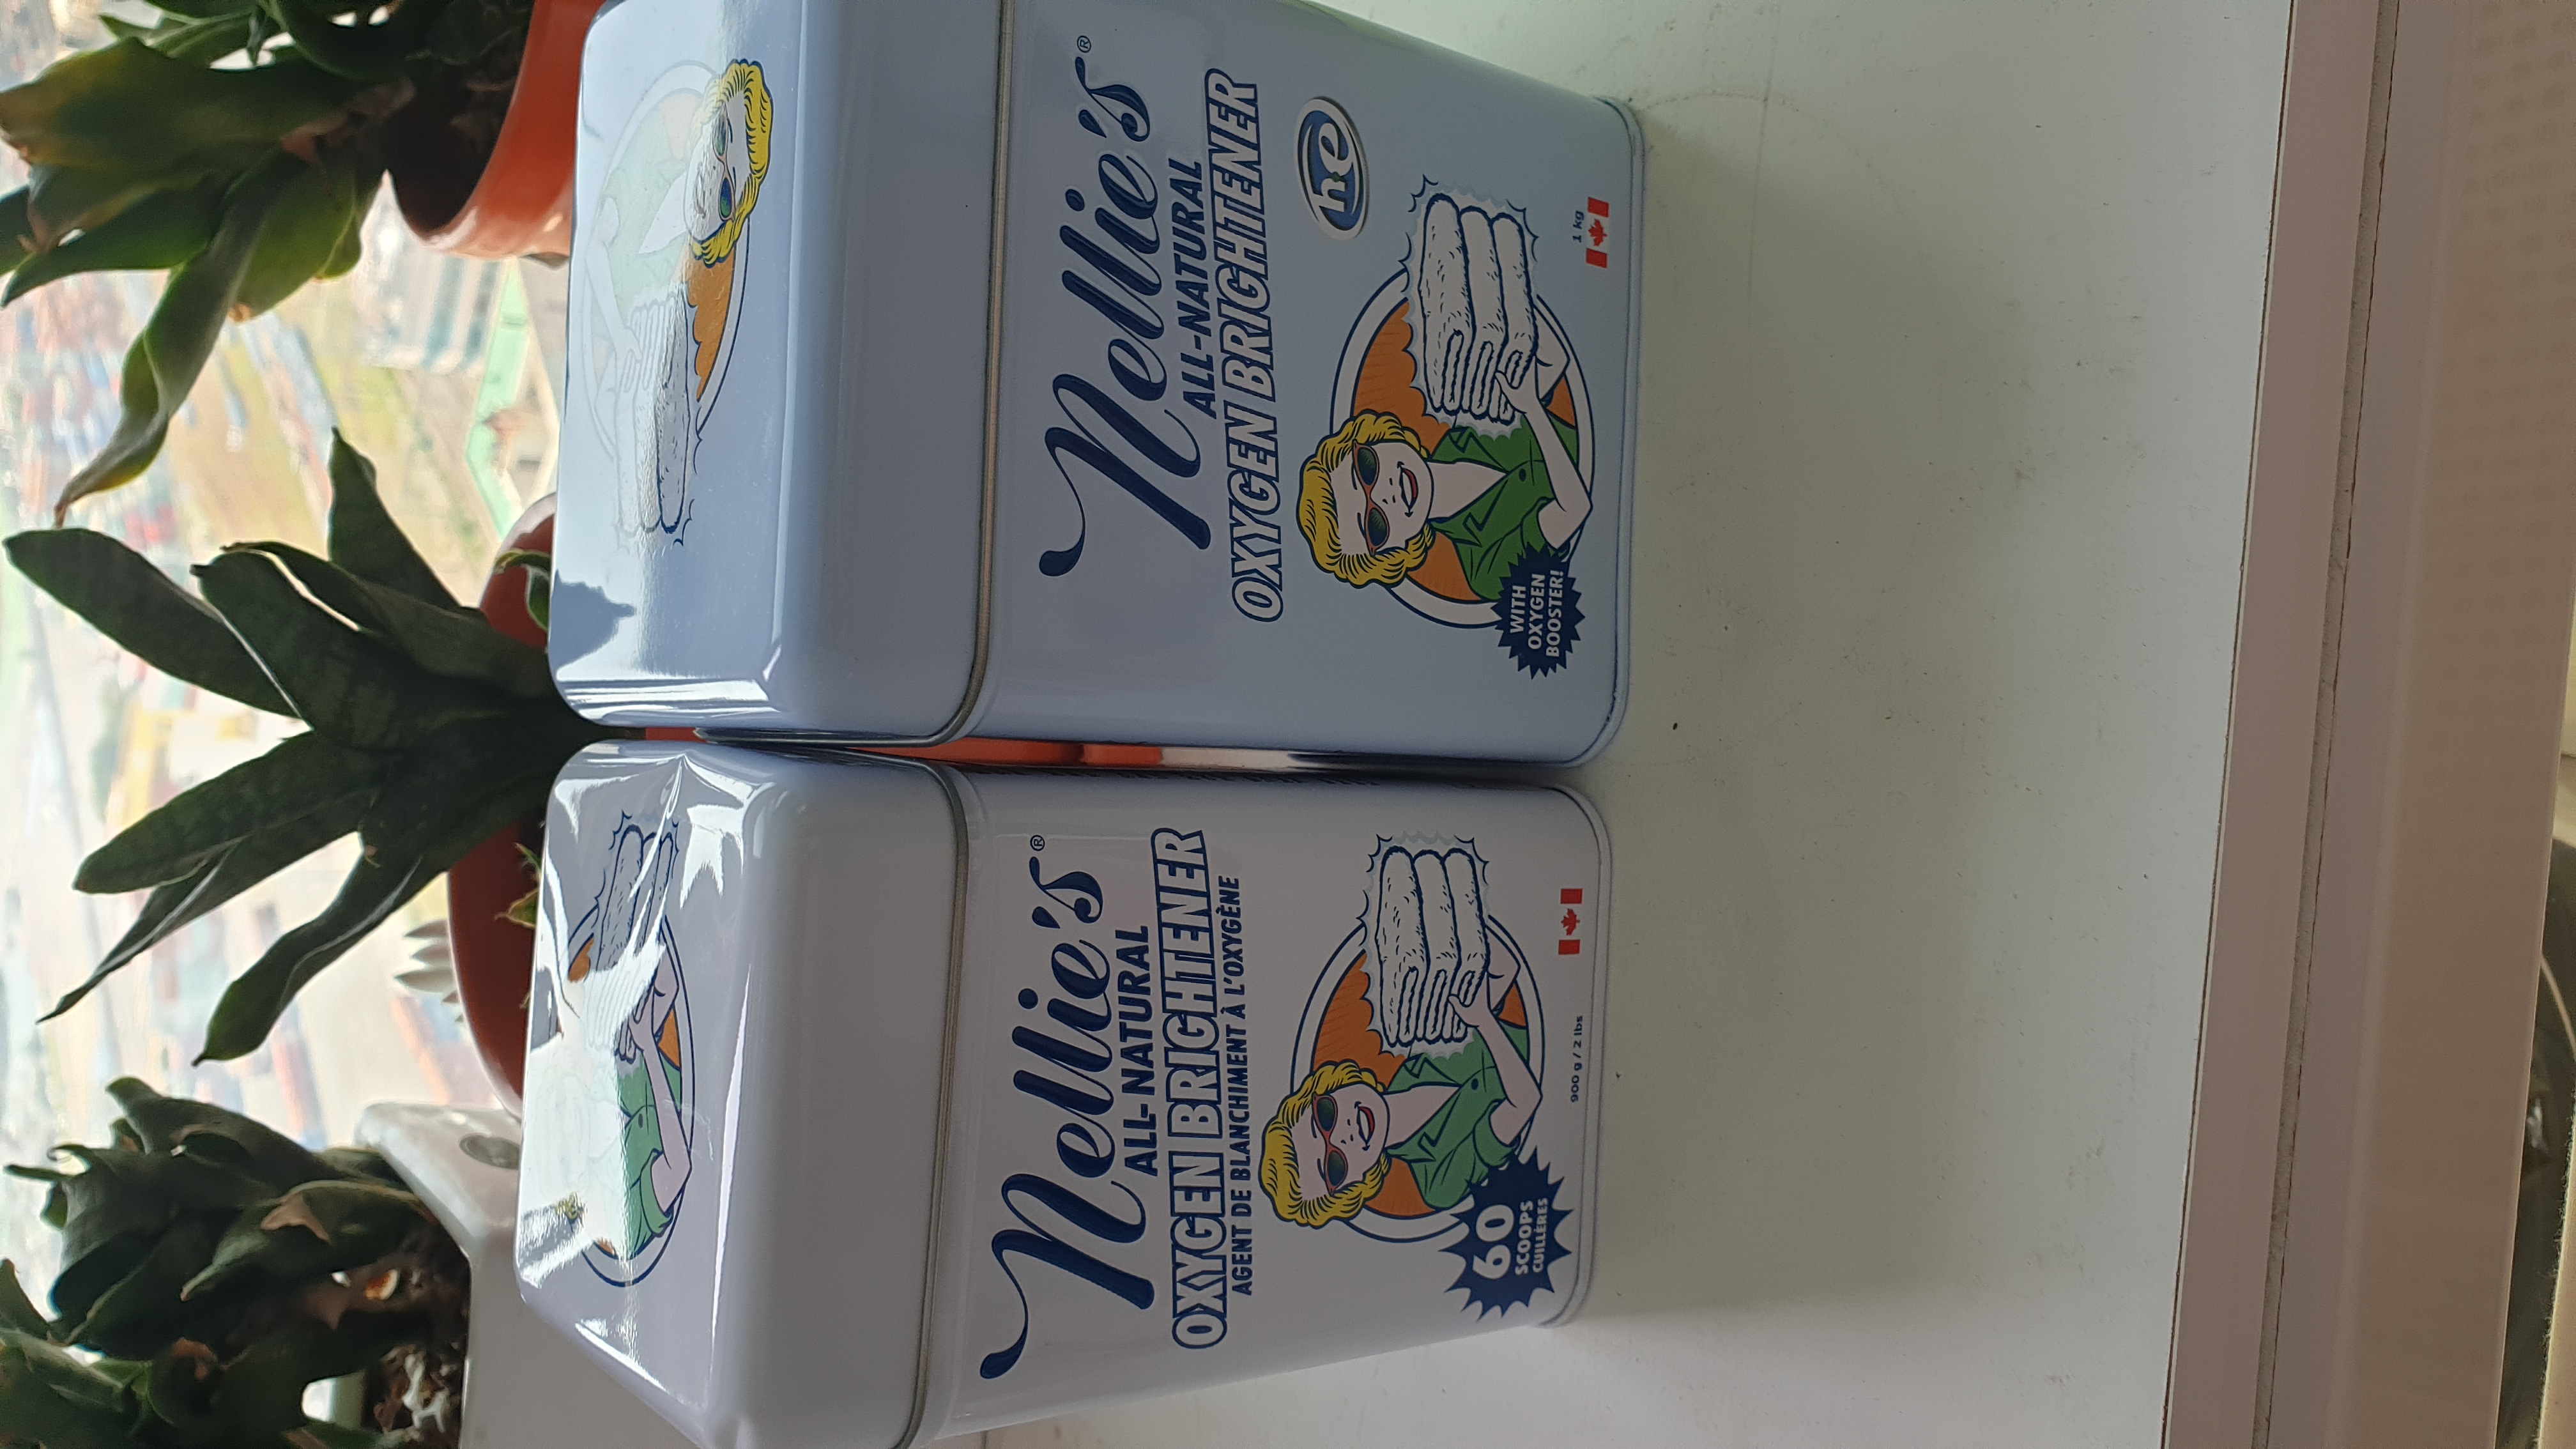 Nellie's®
ALL-NATURAL
OXYGEN BRIGHTENER
AGENT DE BLANCHIMENT À L'OXYGÈNE
60
SCOOPS
CUILLÈRES
900 g / 2 lbs
Nellie's®
ALL-NATURAL
OXYGEN BRIGHTENER
he
WITH
OXYGEN
BOOSTER!
1 kg